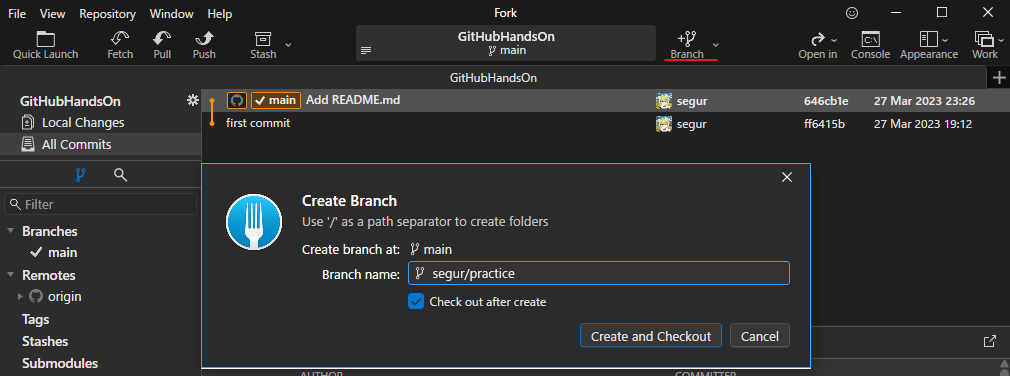 File View Repository Window Help Fork
Quick Launch Fetch Pull Push Stash GitHubHandsOn main Branch Open in Console Appearance Work
C:\
GitHubHandsOn
GitHubHandsOn
main Add README.md segur 646cb1e 27 Mar 2023 23:26
Local Changes first commit segur ff6415b 27 Mar 2023 19:12
All Commits
Create Branch
Filter
Use '/' as a path separator to create folders
Branches
Create branch at: main
main
Branch name: segur/practice
Remotes
origin
Check out after create
Tags
Stashes
Create and Checkout Cancel
Submodules
AUTHOR COMMITTER